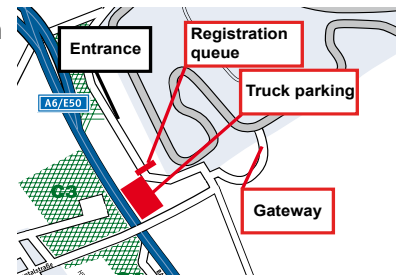 Registration
queue
Entrance
Truck parking
A6/E50
C3
Gateway